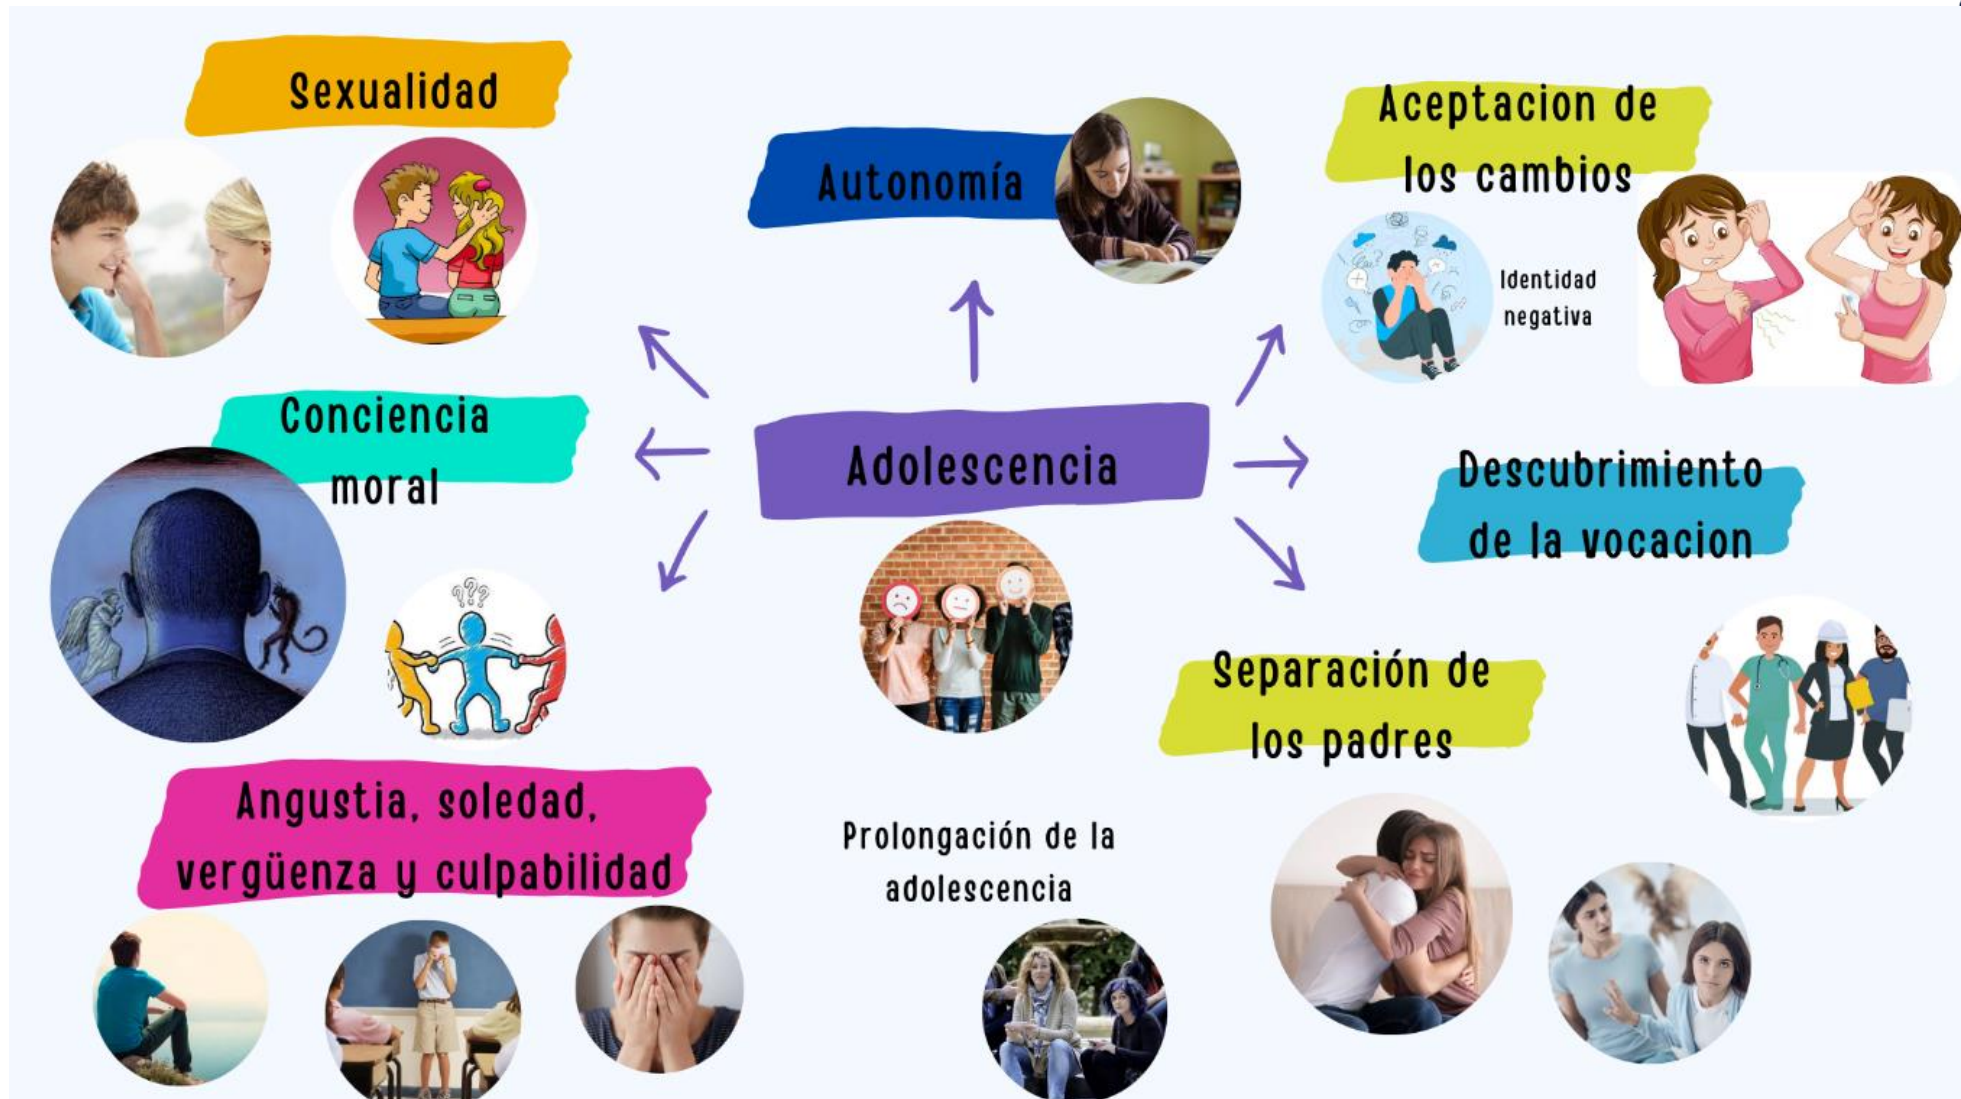 Sexualidad
Autonomía
Aceptacion de
los cambios
Identidad
negativa
Conciencia
moral
Adolescencia
Descubrimiento
de la vocacion
???
Separación de
los padres
Angustia, soledad,
vergüenza y culpabilidad
Prolongación de la
adolescencia